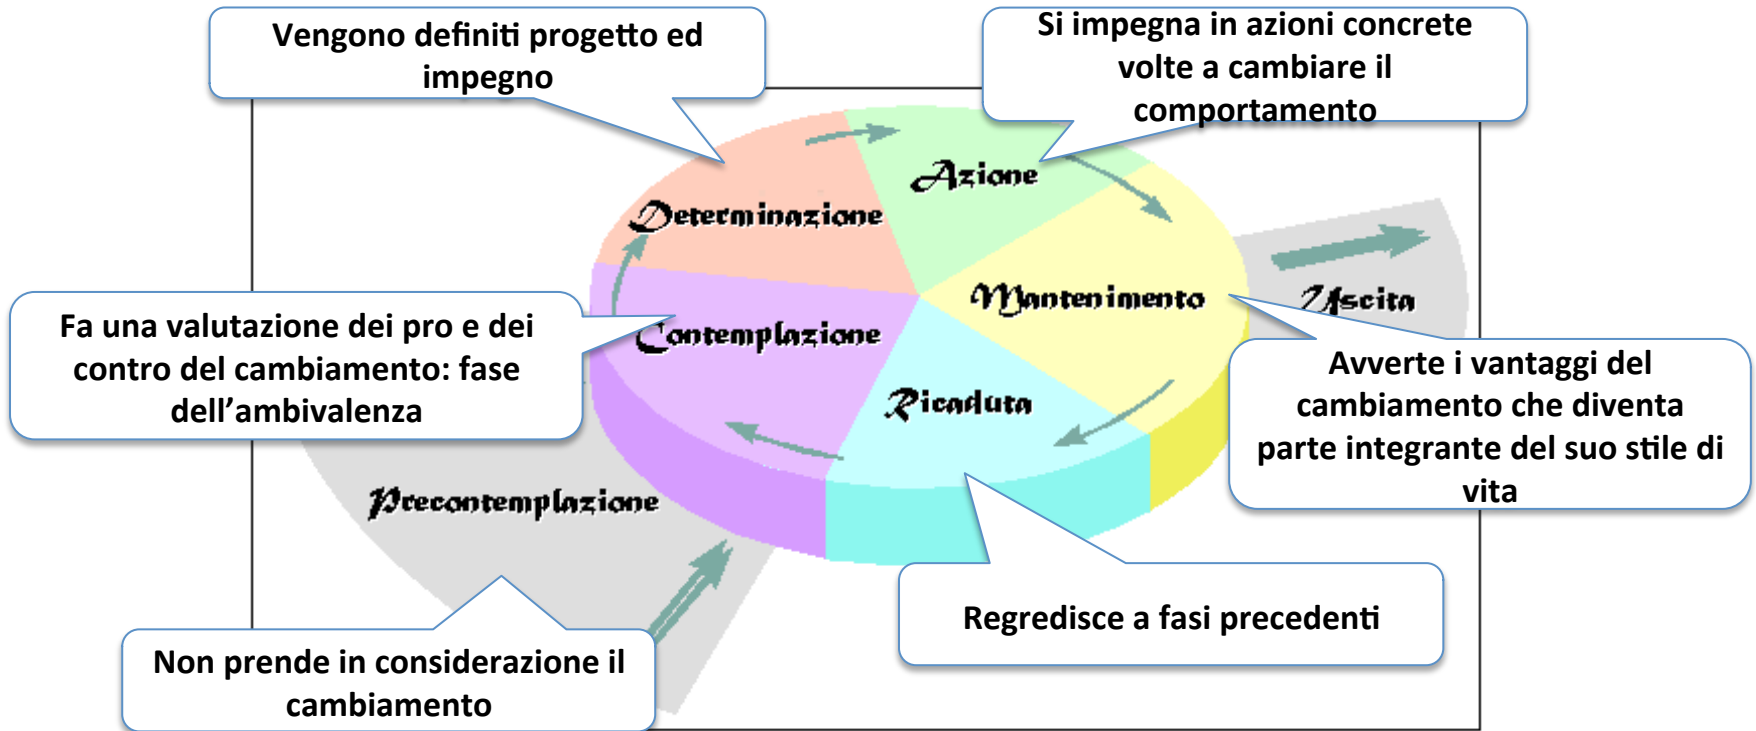 Vengono definiti progetto ed
impegno
Si impegna in azioni concrete
volte a cambiare il
comportamento
Azione
Determinazione
Mantenimento
Uscita
Fa una valutazione dei pro e dei
contro del cambiamento: fase
dell’ambivalenza
Contemplazione
Avverte i vantaggi del
cambiamento che diventa
parte integrante del suo stile di
vita
Ricaduta
Precontemplazione
Regredisce a fasi precedenti
Non prende in considerazione il
cambiamento